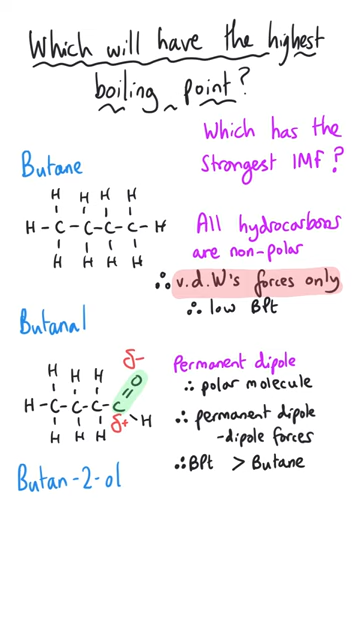 Which will have the highest
boiling point?
Which has the
strongest IMF?
Butane
H H H H
H-C-C-C-C-H
H H H H
All hydrocarbons
are non-polar
∴ v.d.W's forces only
∴ low BPt
Butanal
δ-
H H H O
H-C-C-C-C
δ+ H
H H H
Permanent dipole
∴ polar molecule
∴ permanent dipole
-dipole forces
∴ BPt > Butane
Butan-2-ol